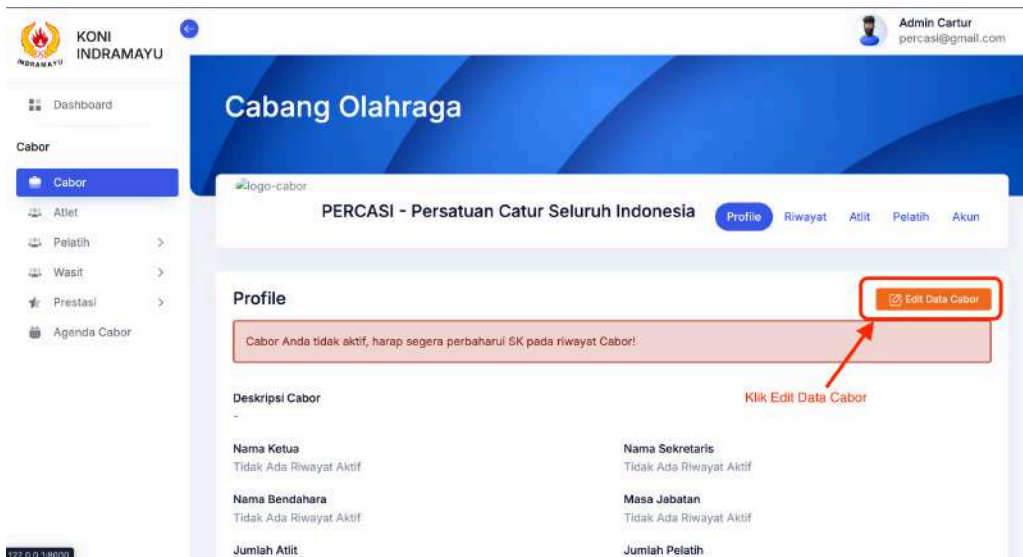 KONI
INDRAMAYU
INDRAMAYU
Admin Cartur
percasi@gmail.com
Dashboard
Cabor
Cabor
Atlet
Pelatih
Wasit
Prestasi
Agenda Cabor
Cabang Olahraga
logo-cabor
PERCASI - Persatuan Catur Seluruh Indonesia
Profile Riwayat Atlit Pelatih Akun
Profile
Edit Data Cabor
Cabor Anda tidak aktif, harap segera perbaharui SK pada riwayat Cabor!
Klik Edit Data Cabor
Deskripsi Cabor
-
Nama Ketua
Tidak Ada Riwayat Aktif
Nama Sekretaris
Tidak Ada Riwayat Aktif
Nama Bendahara
Tidak Ada Riwayat Aktif
Masa Jabatan
Tidak Ada Riwayat Aktif
Jumlah Atlit
Jumlah Pelatih
127.0.0.1:8000